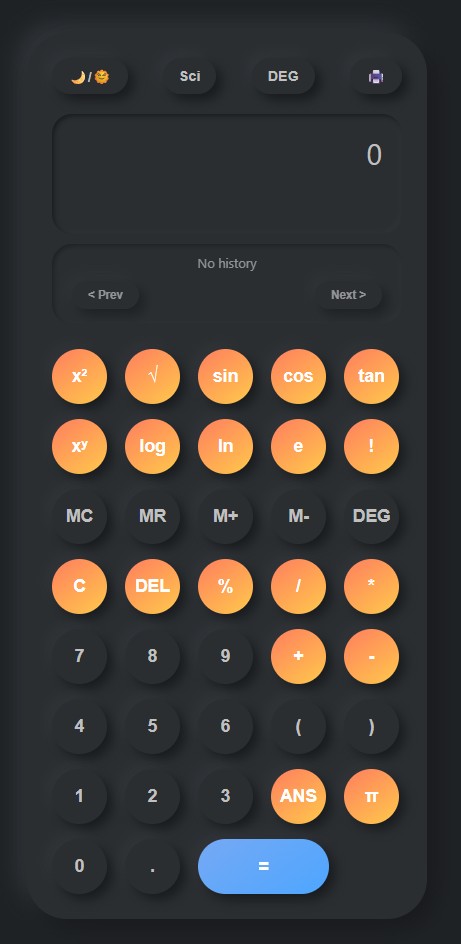 🌙/🌞 Sci DEG 🖨️
0
No history
< Prev Next >
x² √ sin cos tan
xʸ log ln e !
MC MR M+ M- DEG
C DEL % / *
7 8 9 + -
4 5 6 ( )
1 2 3 ANS π
0 . =